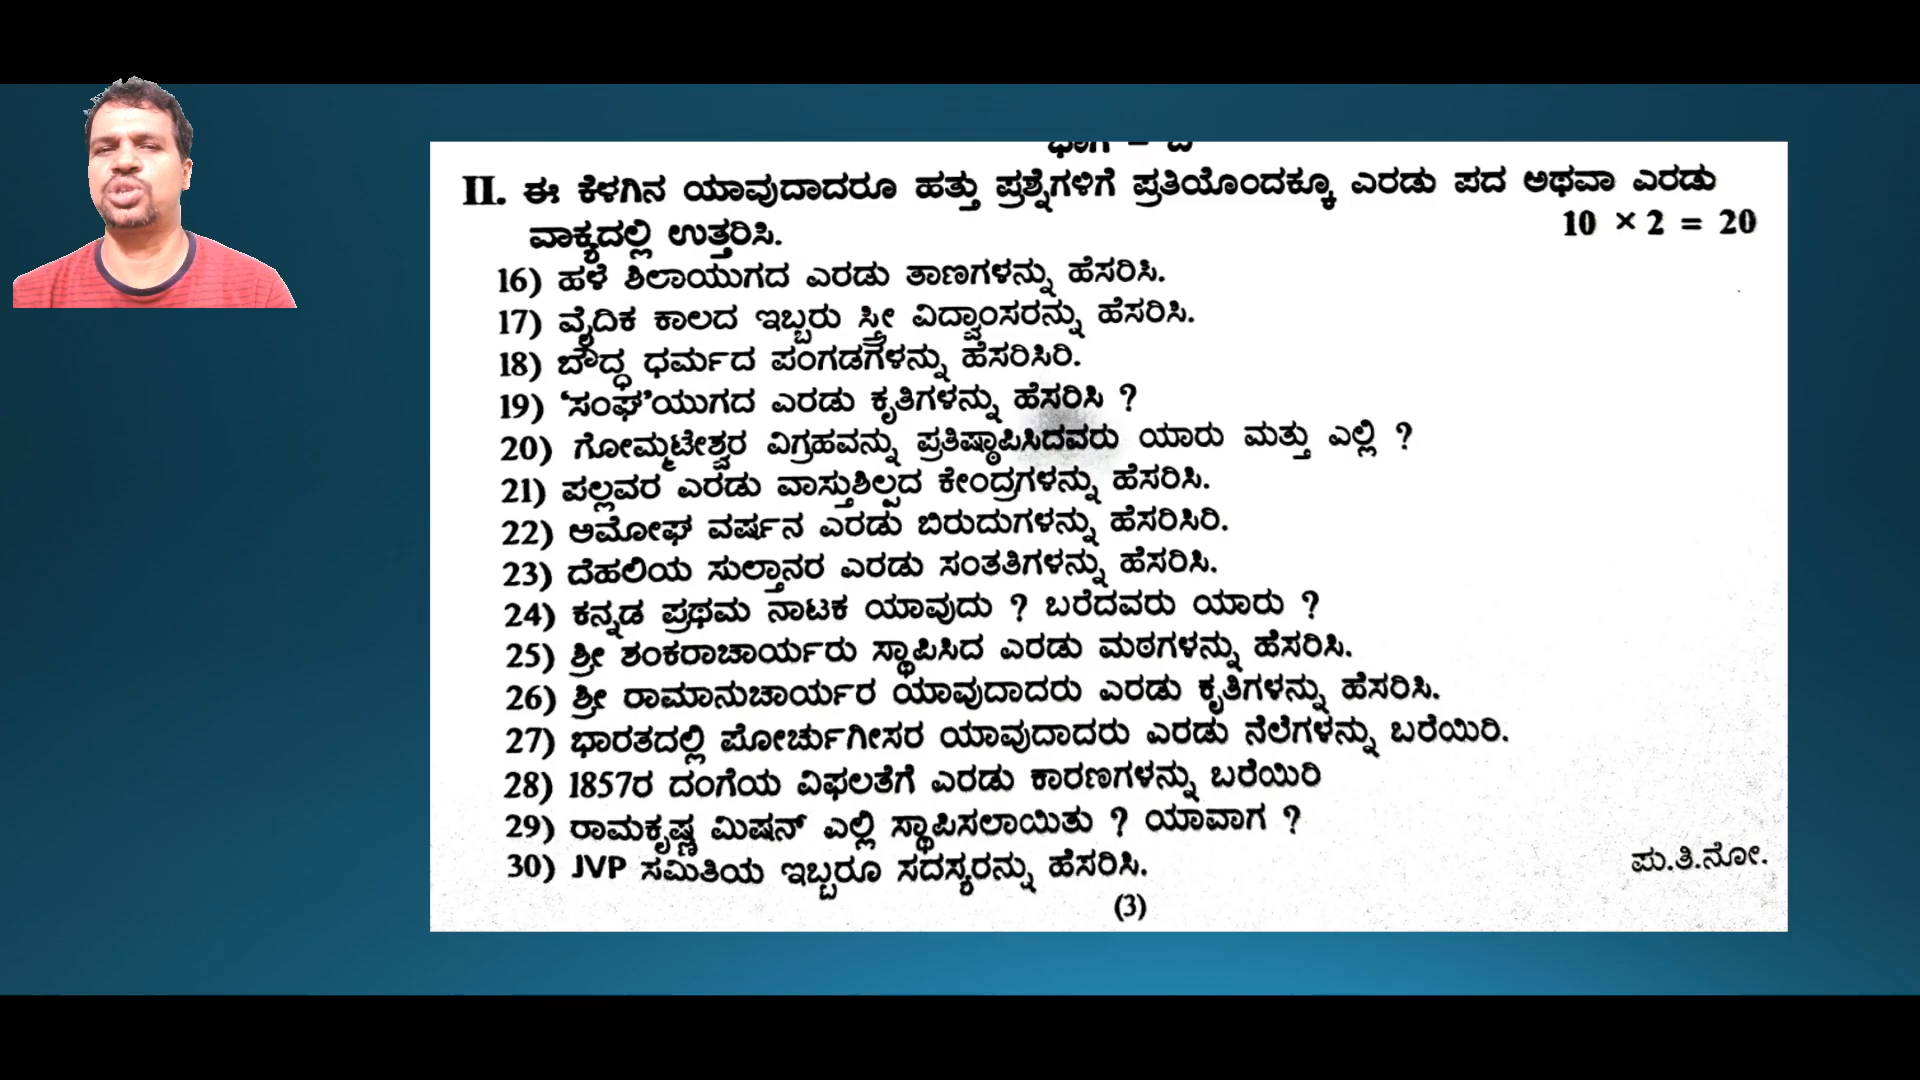 ಭಾಗ – ಬಿ
II. ಈ ಕೆಳಗಿನ ಯಾವುದಾದರೂ ಹತ್ತು ಪ್ರಶ್ನೆಗಳಿಗೆ ಪ್ರತಿಯೊಂದಕ್ಕೂ ಎರಡು ಪದ ಅಥವಾ ಎರಡು
ವಾಕ್ಯದಲ್ಲಿ ಉತ್ತರಿಸಿ. 10 × 2 = 20
16) ಹಳೆ ಶಿಲಾಯುಗದ ಎರಡು ತಾಣಗಳನ್ನು ಹೆಸರಿಸಿ.
17) ವೈದಿಕ ಕಾಲದ ಇಬ್ಬರು ಸ್ತ್ರೀ ವಿದ್ವಾಂಸರನ್ನು ಹೆಸರಿಸಿ.
18) ಬೌದ್ಧ ಧರ್ಮದ ಪಂಗಡಗಳನ್ನು ಹೆಸರಿಸಿರಿ.
19) ‘ಸಂಘ’ಯುಗದ ಎರಡು ಕೃತಿಗಳನ್ನು ಹೆಸರಿಸಿ ?
20) ಗೋಮ್ಮಟೇಶ್ವರ ವಿಗ್ರಹವನ್ನು ಪ್ರತಿಷ್ಠಾಪಿಸಿದವರು ಯಾರು ಮತ್ತು ಎಲ್ಲಿ ?
21) ಪಲ್ಲವರ ಎರಡು ವಾಸ್ತುಶಿಲ್ಪದ ಕೇಂದ್ರಗಳನ್ನು ಹೆಸರಿಸಿ.
22) ಅಮೋಘ ವರ್ಷನ ಎರಡು ಬಿರುದುಗಳನ್ನು ಹೆಸರಿಸಿರಿ.
23) ದೆಹಲಿಯ ಸುಲ್ತಾನರ ಎರಡು ಸಂತತಿಗಳನ್ನು ಹೆಸರಿಸಿ.
24) ಕನ್ನಡ ಪ್ರಥಮ ನಾಟಕ ಯಾವುದು ? ಬರೆದವರು ಯಾರು ?
25) ಶ್ರೀ ಶಂಕರಾಚಾರ್ಯರು ಸ್ಥಾಪಿಸಿದ ಎರಡು ಮಠಗಳನ್ನು ಹೆಸರಿಸಿ.
26) ಶ್ರೀ ರಾಮಾನುಚಾರ್ಯರ ಯಾವುದಾದರು ಎರಡು ಕೃತಿಗಳನ್ನು ಹೆಸರಿಸಿ.
27) ಭಾರತದಲ್ಲಿ ಪೋರ್ಚುಗೀಸರ ಯಾವುದಾದರು ಎರಡು ನೆಲೆಗಳನ್ನು ಬರೆಯಿರಿ.
28) 1857ರ ದಂಗೆಯ ವಿಫಲತೆಗೆ ಎರಡು ಕಾರಣಗಳನ್ನು ಬರೆಯಿರಿ
29) ರಾಮಕೃಷ್ಣ ಮಿಷನ್ ಎಲ್ಲಿ ಸ್ಥಾಪಿಸಲಾಯಿತು ? ಯಾವಾಗ ?
30) JVP ಸಮಿತಿಯ ಇಬ್ಬರೂ ಸದಸ್ಯರನ್ನು ಹೆಸರಿಸಿ.
ಪು.ತಿ.ನೋ.
(3)